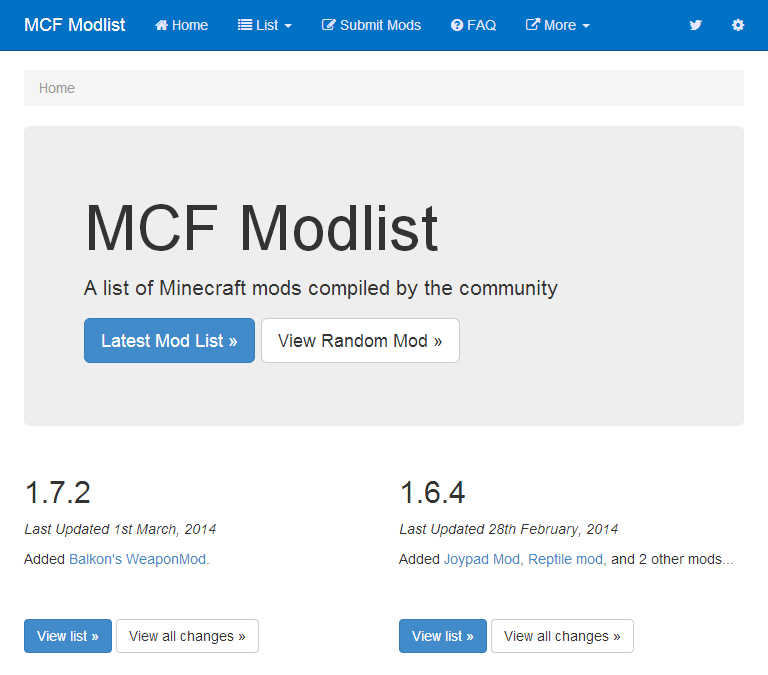 MCF Modlist Home List Submit Mods FAQ More
Home
MCF Modlist
A list of Minecraft mods compiled by the community
Latest Mod List » View Random Mod »
1.7.2
Last Updated 1st March, 2014
Added Balkon's WeaponMod.
View list » View all changes »
1.6.4
Last Updated 28th February, 2014
Added Joypad Mod, Reptile mod, and 2 other mods...
View list » View all changes »